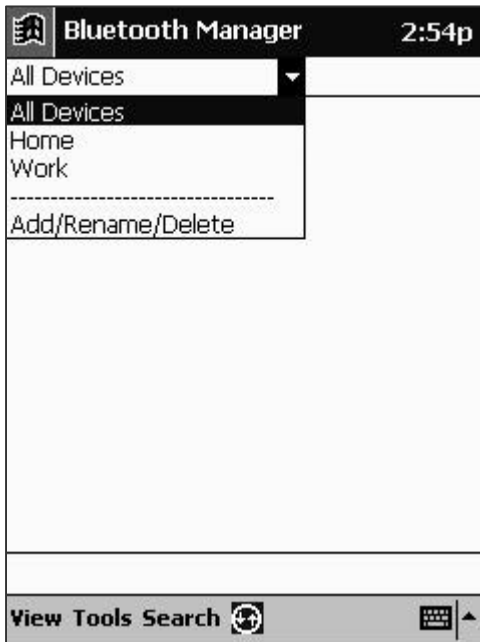 Bluetooth Manager 2:54p
All Devices
All Devices
Home
Work
--------------------------------
Add/Rename/Delete
View Tools Search